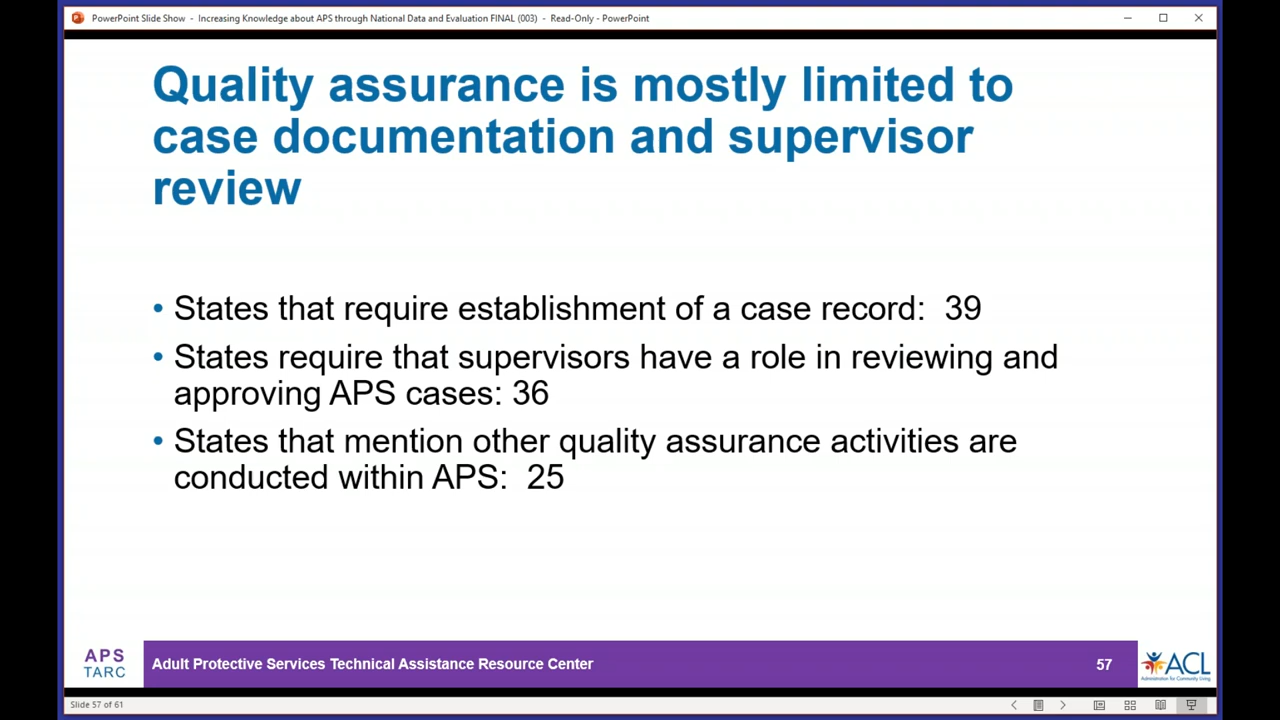 PowerPoint Slide Show - Increasing Knowledge about APS through National Data and Evaluation FINAL (003) - Read-Only - PowerPoint
Quality assurance is mostly limited to
case documentation and supervisor
review
• States that require establishment of a case record: 39
• States require that supervisors have a role in reviewing and
approving APS cases: 36
• States that mention other quality assurance activities are
conducted within APS: 25
APS
TARC
Adult Protective Services Technical Assistance Resource Center
57
ACL
Administration for Community Living
Slide 57 of 61